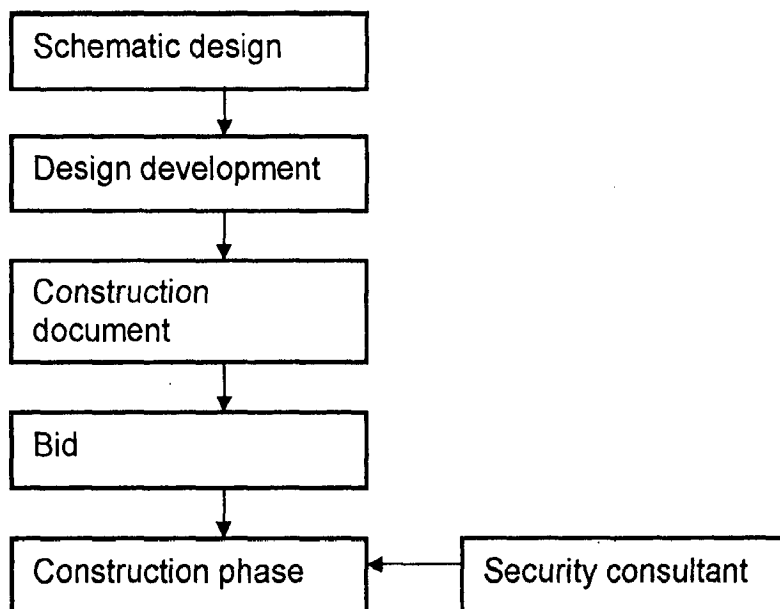 Schematic design
Design development
Construction
document
Bid
Construction phase
Security consultant